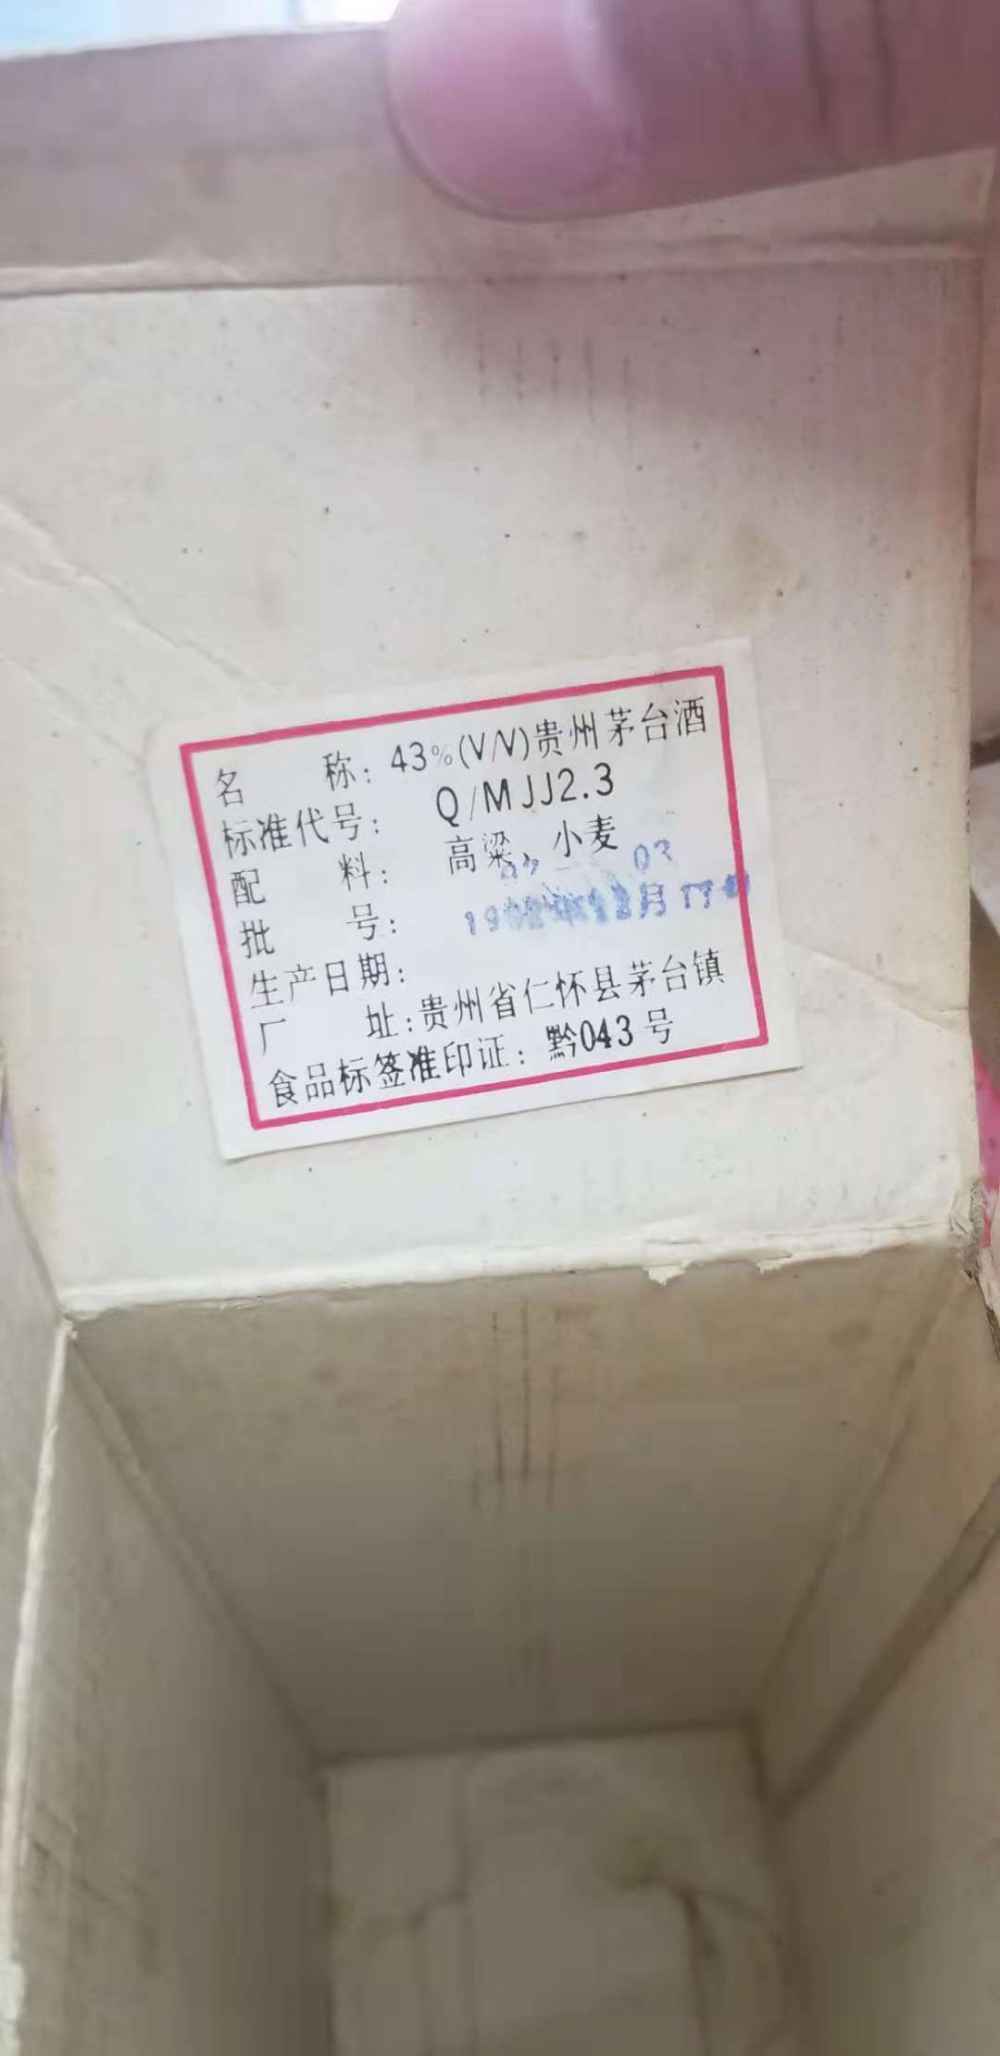 名 称：43%(V/V)贵州茅台酒
标准代号： Q/MJJ2.3
配 料： 高粱、小麦
批 号： 03
生产日期：
厂 址：贵州省仁怀县茅台镇
食品标签准印证：黔043号